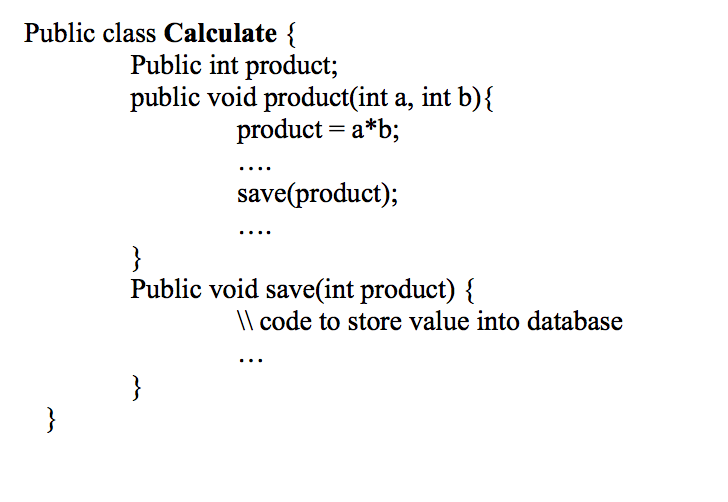 Public class Calculate {
Public int product;
public void product(int a, int b){
product = a*b;
....
save(product);
....
}
Public void save(int product) {
\\ code to store value into database
...
}
}